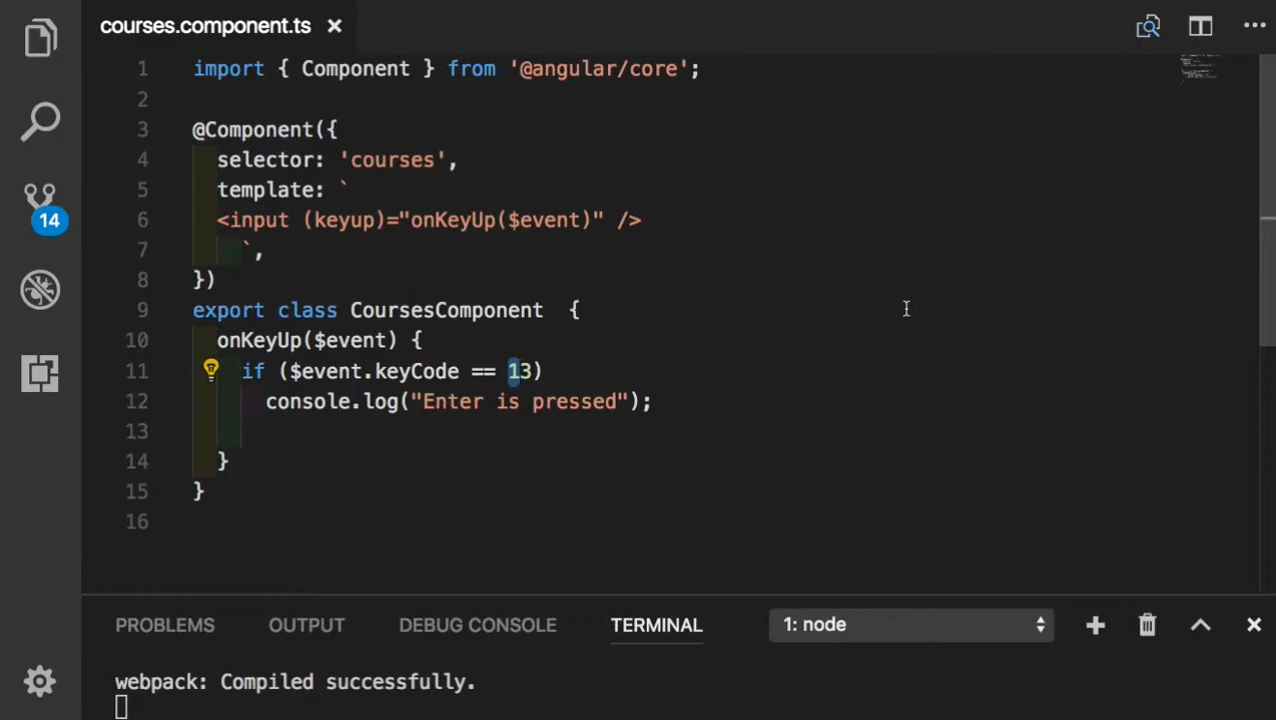 courses.component.ts
14
1 import { Component } from '@angular/core';
2
3 @Component({
4 selector: 'courses',
5 template: `
6 <input (keyup)="onKeyUp($event)" />
7 `,
8 })
9 export class CoursesComponent  {
10 onKeyUp($event) {
11 if ($event.keyCode == 13)
12 console.log("Enter is pressed");
13
14 }
15 }
16
PROBLEMS OUTPUT DEBUG CONSOLE TERMINAL 1: node
webpack: Compiled successfully.